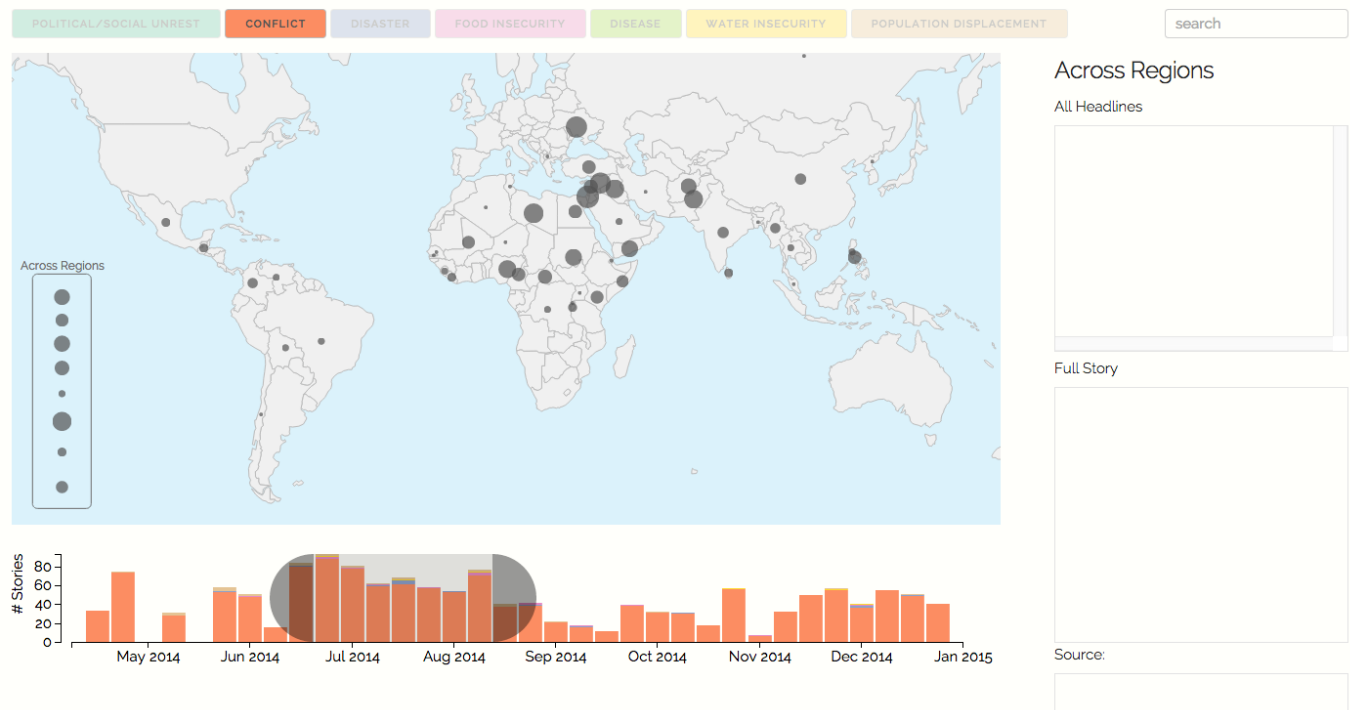 POLITICAL/SOCIAL UNREST CONFLICT DISASTER FOOD INSECURITY DISEASE WATER INSECURITY POPULATION DISPLACEMENT search
Across Regions
All Headlines
Across Regions
Full Story
# Stories
80
60
40
20
0
May 2014 Jun 2014 Jul 2014 Aug 2014 Sep 2014 Oct 2014 Nov 2014 Dec 2014 Jan 2015
Source: